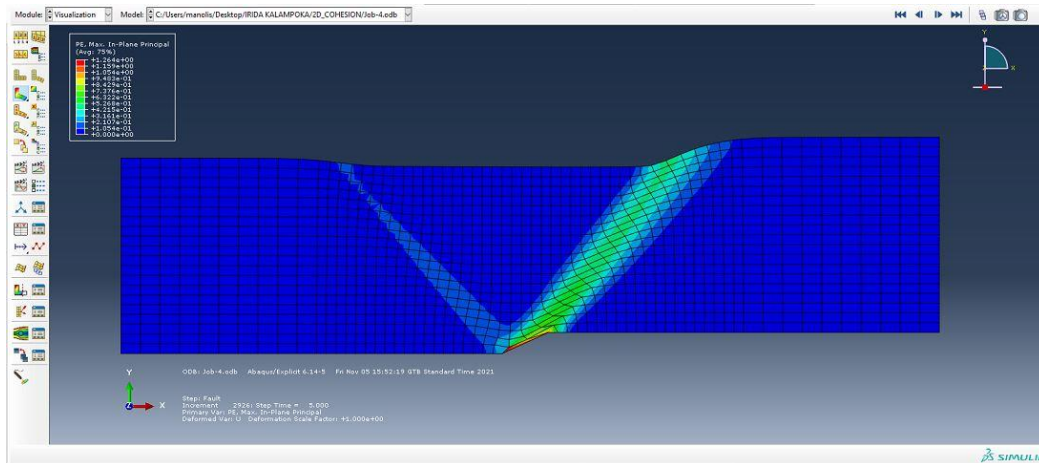 Module: Visualization Model: C:/Users/manolis/Desktop/IRIDA KALAMPOKA/2D_COHESION/Job-4.odb
PE, Max. In-Plane Principal
(Avg: 75%)
+1.264e+00
+1.159e+00
+1.054e+00
+9.483e-01
+8.429e-01
+7.376e-01
+6.322e-01
+5.268e-01
+4.215e-01
+3.161e-01
+2.107e-01
+1.054e-01
+0.000e+00
Y
X
Z
ODB: Job-4.odb Abaqus/Explicit 6.14-5 Fri Nov 05 15:52:19 GTB Standard Time 2021
Y
Z X
Step: Fault
Increment 2926: Step Time = 5.000
Primary Var: PE, Max. In-Plane Principal
Deformed Var: U Deformation Scale Factor: +1.000e+00
SIMULI